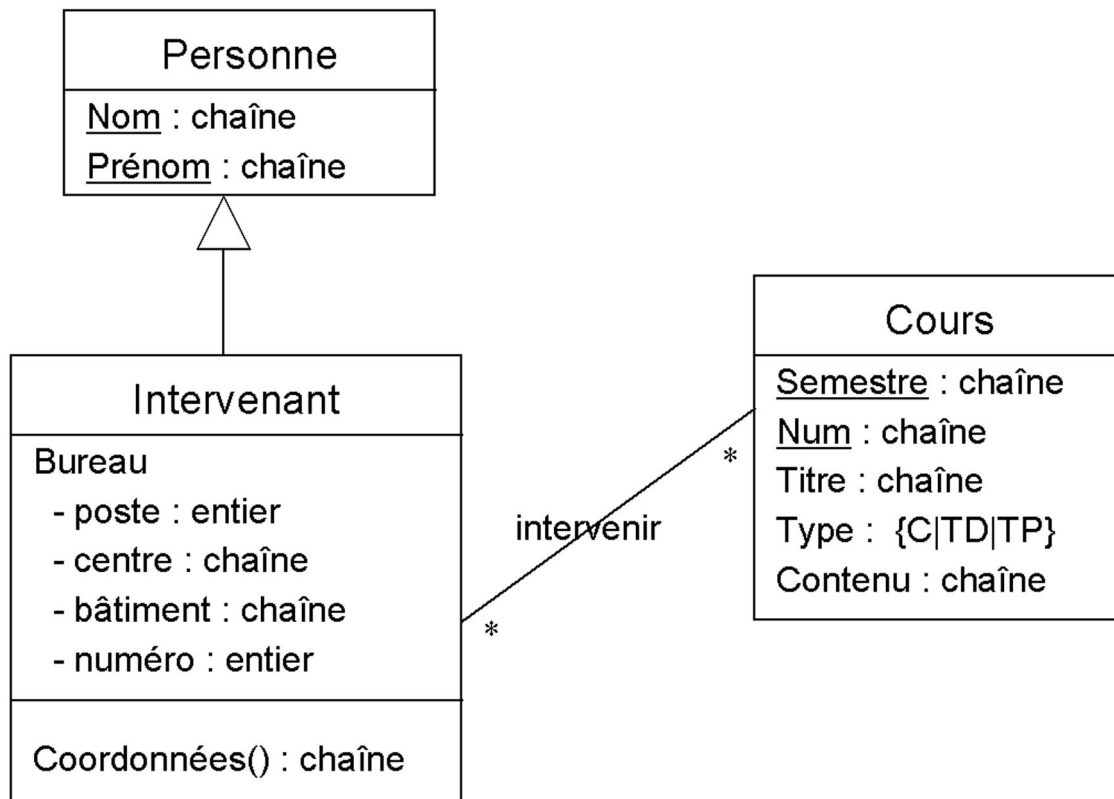 Personne
Nom : chaîne
Prénom : chaîne
Intervenant
Bureau
- poste : entier
- centre : chaîne
- bâtiment : chaîne
- numéro : entier
Coordonnées() : chaîne
intervenir
*
*
Cours
Semestre : chaîne
Num : chaîne
Titre : chaîne
Type : {C|TD|TP}
Contenu : chaîne